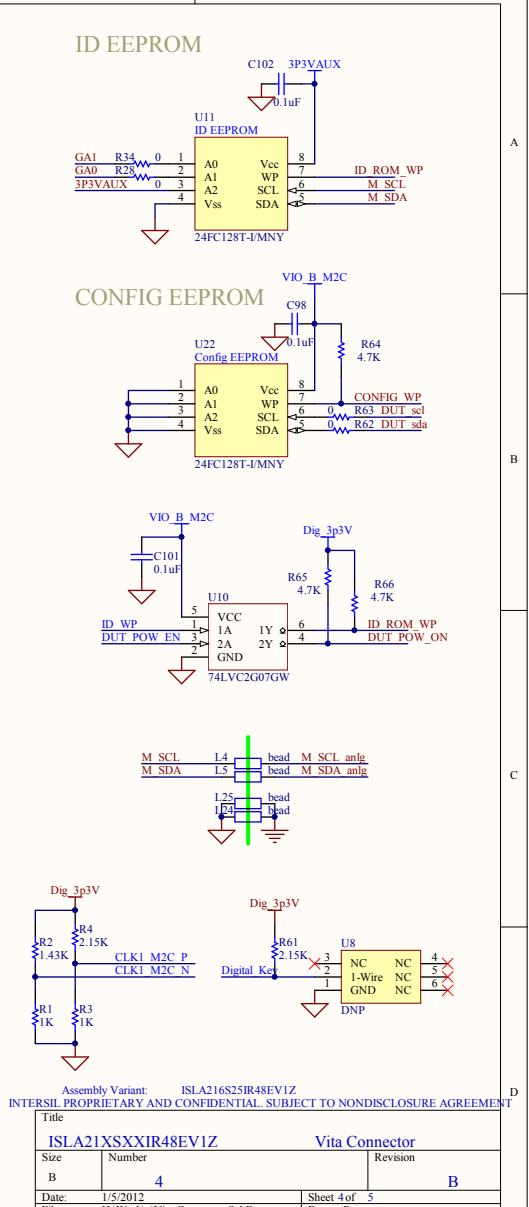 ID EEPROM
C102 3P3VAUX
0.1uF
A
U11
ID EEPROM
GA1 R34 0 1 A0 Vcc 8
GA0 R28 0 2 A1 WP 7 ID_ROM_WP
3P3VAUX 0 3 A2 SCL 6 M_SCL
4 Vss SDA 5 M_SDA
24FC128T-I/MNY
VIO_B_M2C
CONFIG EEPROM
C98
0.1uF
R64
4.7K
U22
Config EEPROM
1 A0 Vcc 8
2 A1 WP 7 CONFIG_WP
3 A2 SCL 6 0 R63 DUT_scl
4 Vss SDA 5 0 R62 DUT_sda
24FC128T-I/MNY
B
VIO_B_M2C
Dig_3p3V
C101
0.1uF
R65
4.7K
R66
4.7K
U10
5 VCC
ID_WP 1 1A 1Y 6 ID_ROM_WP
DUT_POW_EN 3 2A 2Y 4 DUT_POW_ON
2 GND
74LVC2G07GW
M_SCL L4 bead M_SCL_anlg
M_SDA L5 bead M_SDA_anlg
C
L25 bead
L24 bead
Dig_3p3V
Dig_3p3V
R4
2.15K
R2
1.43K
CLK1_M2C_P
CLK1_M2C_N
R1
1K
R3
1K
R61
2.15K
Digital_Key
U8
3 NC NC 4
2 1-Wire NC 5
1 GND NC 6
DNP
D
Assembly Variant: ISLA216S25IR48EV1Z
INTERSIL PROPRIETARY AND CONFIDENTIAL. SUBJECT TO NONDISCLOSURE AGREEMENT
Title
ISLA21XSXXIR48EV1Z Vita Connector
Size Number Revision
B 4 B
Date: 1/5/2012 Sheet 4 of 5